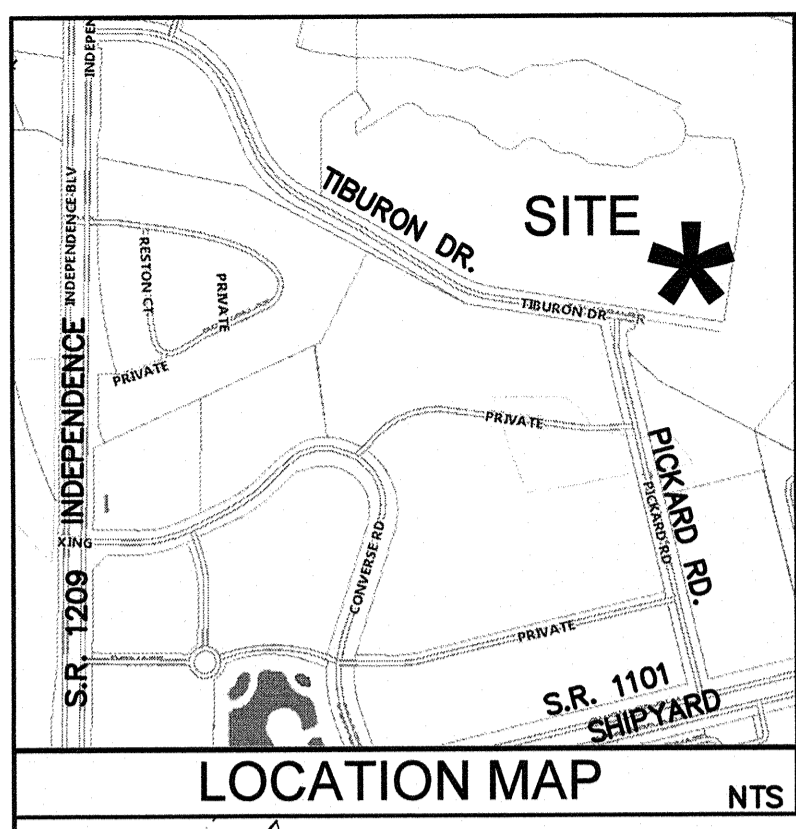 INDEPEN
TIBURON DR.
SITE
*
INDEPENDENCE BLV
RESTON CT
PRIVATE
TIBURON DR
PRIVATE
S.R. 1209 INDEPENDENCE
PRIVATE
PICKARD RD.
PICKARD RD
XING
CONVERSE RD
PRIVATE
S.R. 1101
SHIPYARD
LOCATION MAP
NTS